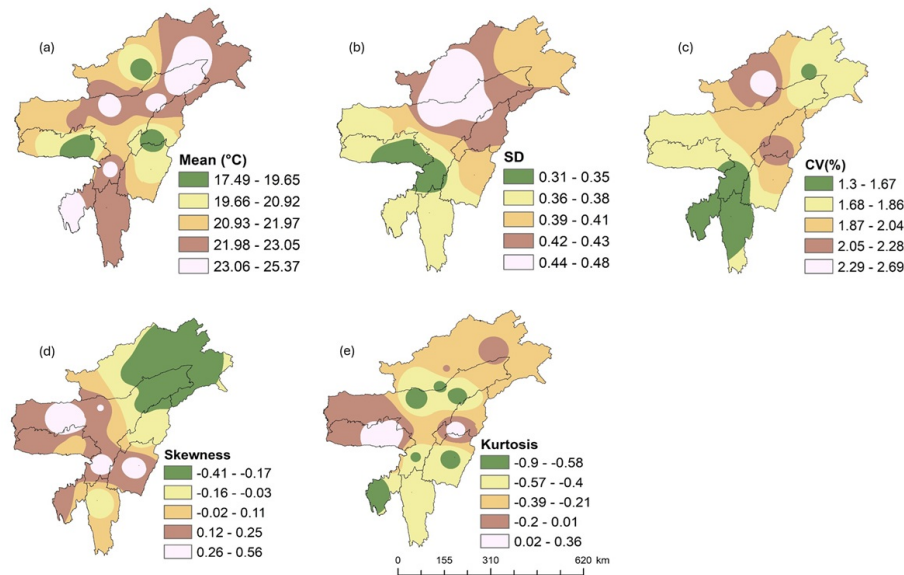 (a)
Mean (°C)
17.49 - 19.65
19.66 - 20.92
20.93 - 21.97
21.98 - 23.05
23.06 - 25.37
(b)
SD
0.31 - 0.35
0.36 - 0.38
0.39 - 0.41
0.42 - 0.43
0.44 - 0.48
(c)
CV(%)
1.3 - 1.67
1.68 - 1.86
1.87 - 2.04
2.05 - 2.28
2.29 - 2.69
(d)
Skewness
-0.41 - -0.17
-0.16 - -0.03
-0.02 - 0.11
0.12 - 0.25
0.26 - 0.56
(e)
Kurtosis
-0.9 - -0.58
-0.57 - -0.4
-0.39 - -0.21
-0.2 - 0.01
0.02 - 0.36
0 155 310 620 km